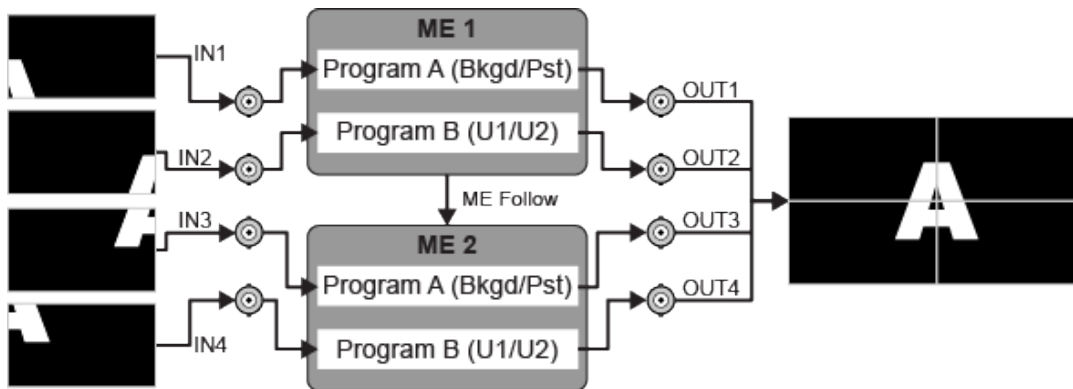 ME 1
IN1
Program A (Bkgd/Pst)
OUT1
IN2
Program B (U1/U2)
OUT2
A
ME Follow
IN3
OUT3
ME 2
Program A (Bkgd/Pst)
OUT4
IN4
Program B (U1/U2)